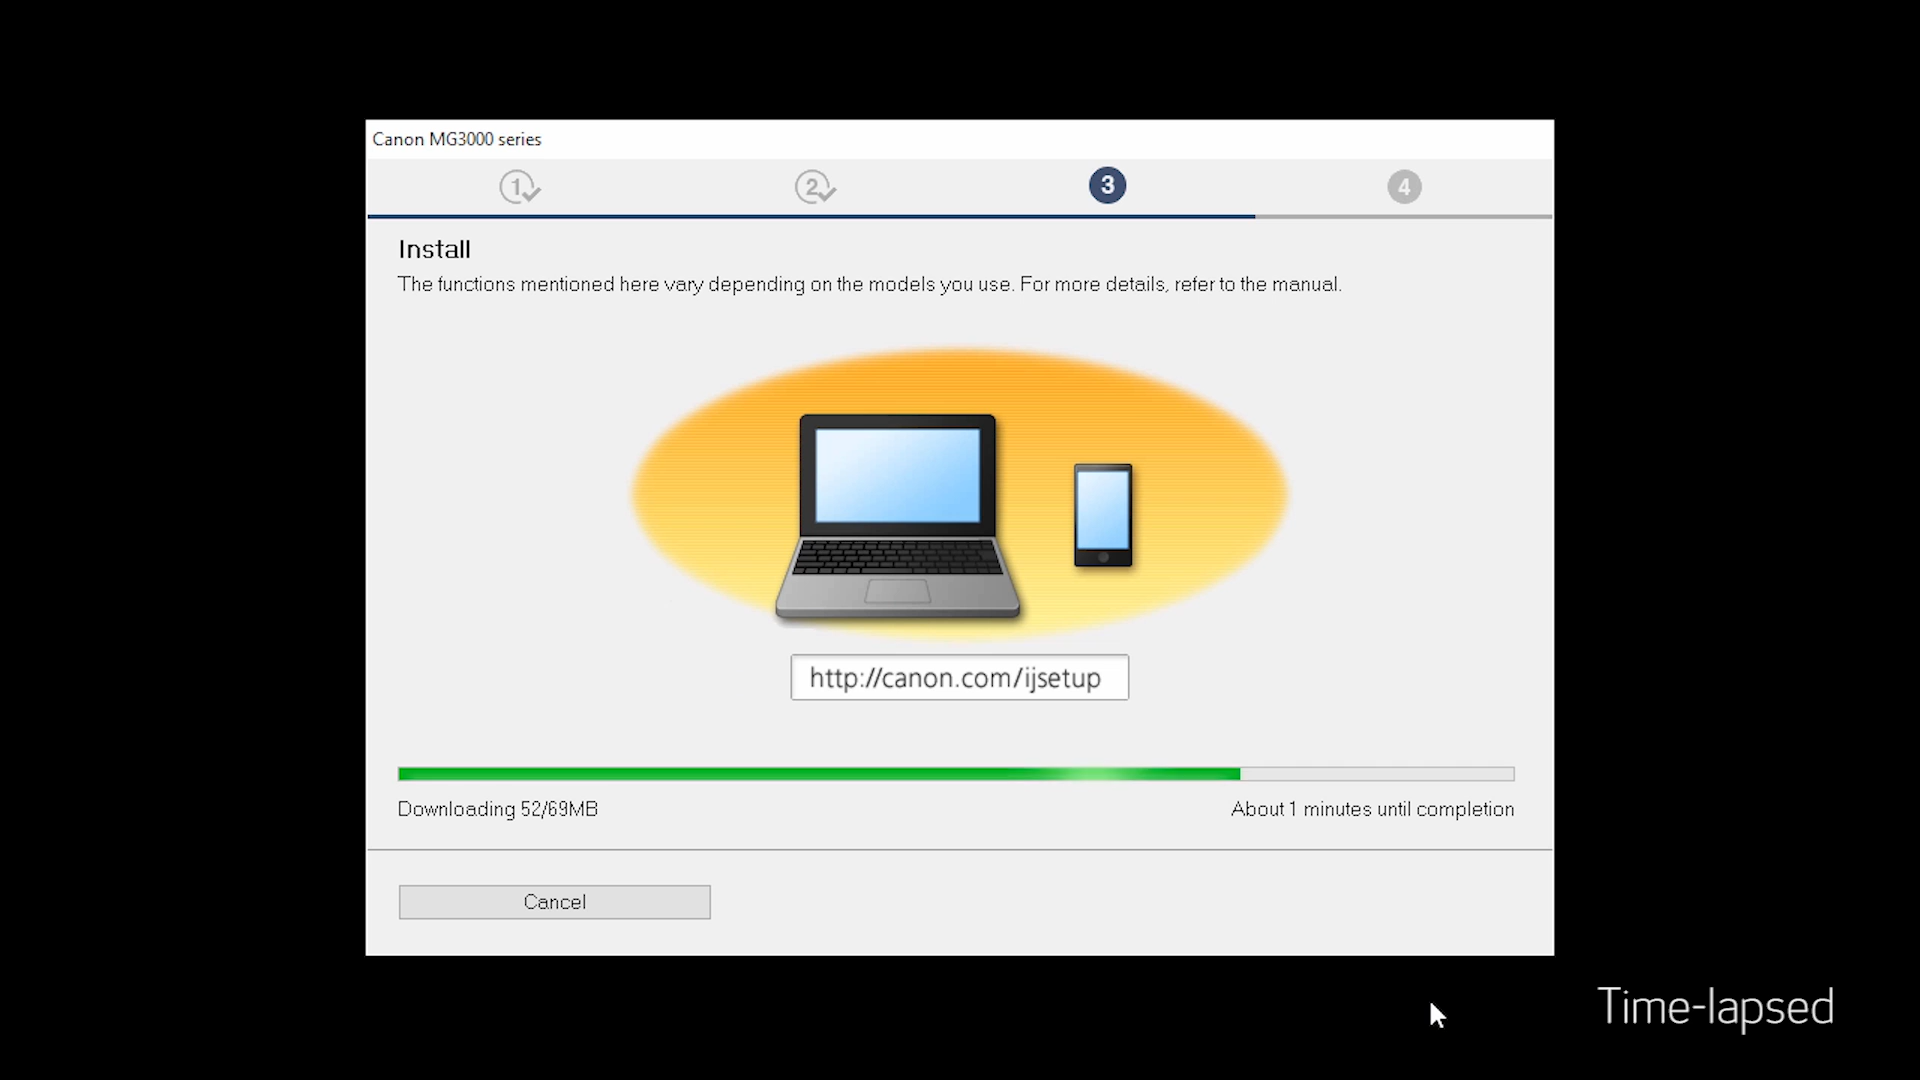 Canon MG3000 series
1 2 3 4
Install
The functions mentioned here vary depending on the models you use. For more details, refer to the manual.
http://canon.com/ijsetup
Downloading 52/69MB
About 1 minutes until completion
Cancel
Time-lapsed